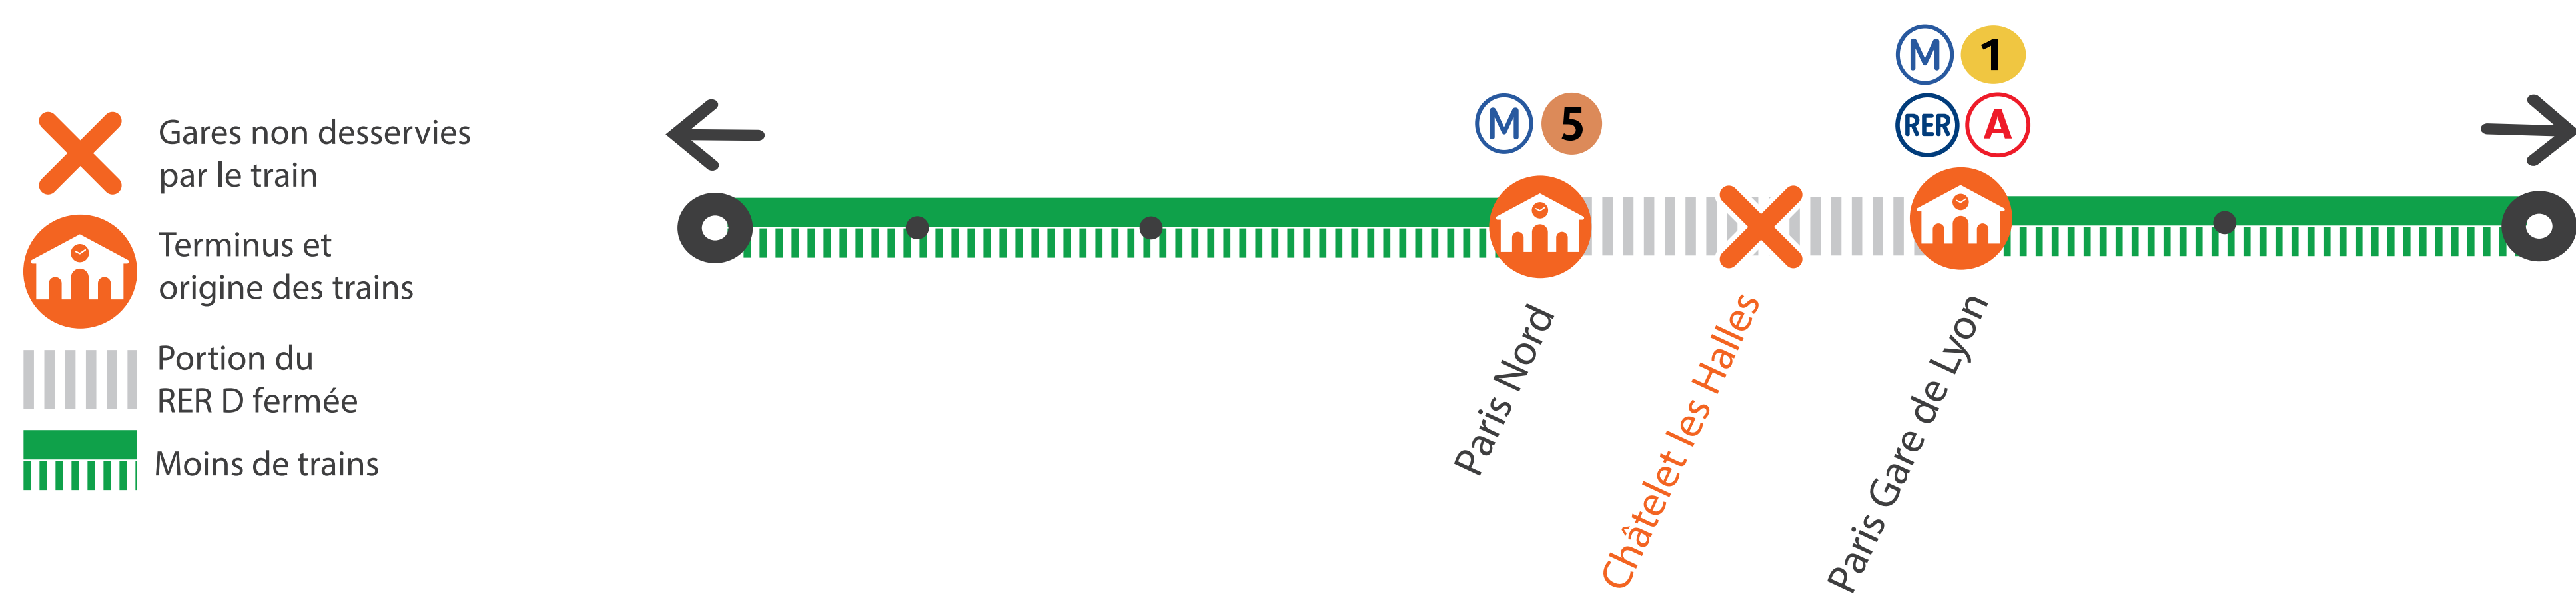 Gares non desservies
par le train
Terminus et
origine des trains
Portion du
RER D fermée
Moins de trains
M 5
M 1
RER A
Paris Nord
Châtelet les Halles
Paris Gare de Lyon